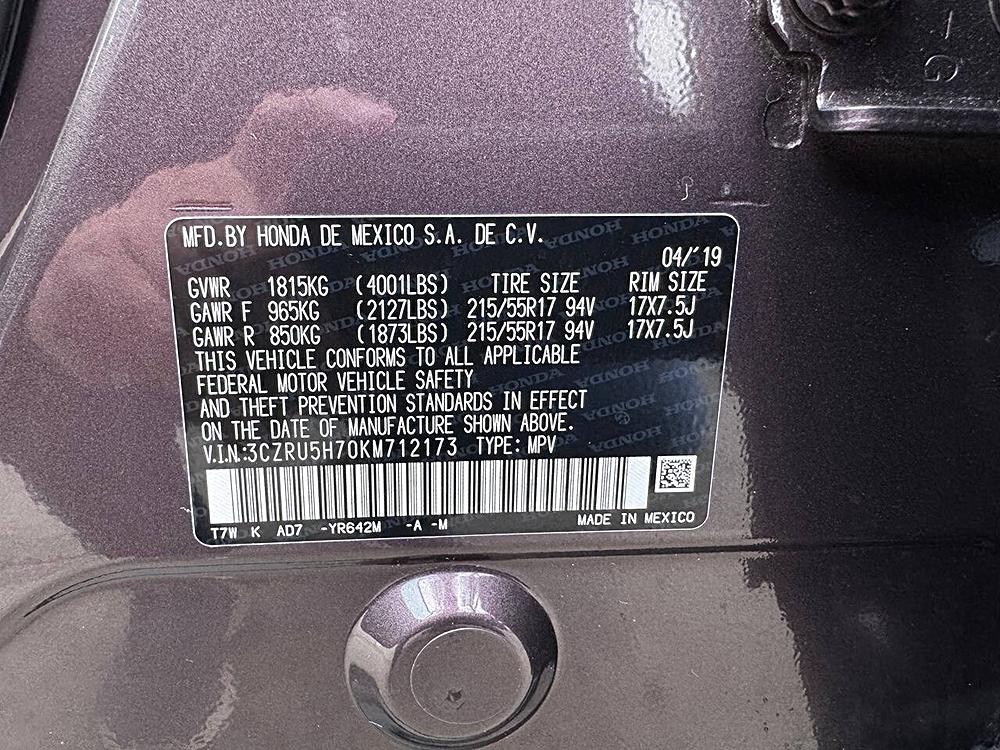 MFD.BY HONDA DE MEXICO S.A. DE C.V.
04/'19
GVWR 1815KG (4001LBS) TIRE SIZE RIM SIZE
GAWR F 965KG (2127LBS) 215/55R17 94V 17X7.5J
GAWR R 850KG (1873LBS) 215/55R17 94V 17X7.5J
THIS VEHICLE CONFORMS TO ALL APPLICABLE
FEDERAL MOTOR VEHICLE SAFETY
AND THEFT PREVENTION STANDARDS IN EFFECT
ON THE DATE OF MANUFACTURE SHOWN ABOVE.
V.I.N.:3CZRU5H70KM712173 TYPE: MPV
T7W K AD7 -YR642M -A -M MADE IN MEXICO